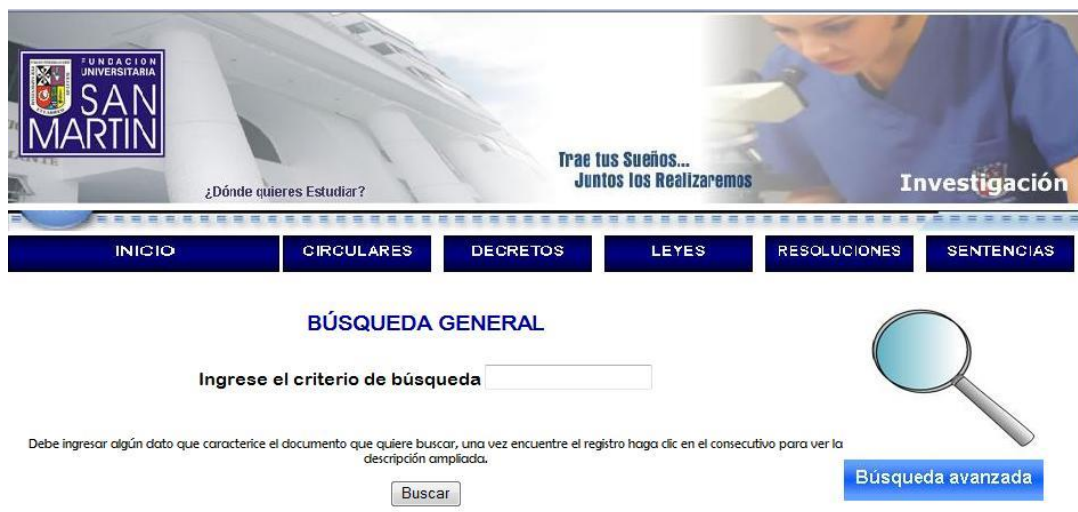 FUNDACION
UNIVERSITARIA
SAN
MARTIN
Trae tus Sueños...
Juntos los Realizaremos
¿Dónde quieres Estudiar?
Investigación
INICIO
CIRCULARES
DECRETOS
LEYES
RESOLUCIONES
SENTENCIAS
BÚSQUEDA GENERAL
Ingrese el criterio de búsqueda
Debe ingresar algún dato que caracterice el documento que quiere buscar, una vez encuentre el registro haga clic en el consecutivo para ver la
descripción ampliada.
Búsqueda avanzada
Buscar